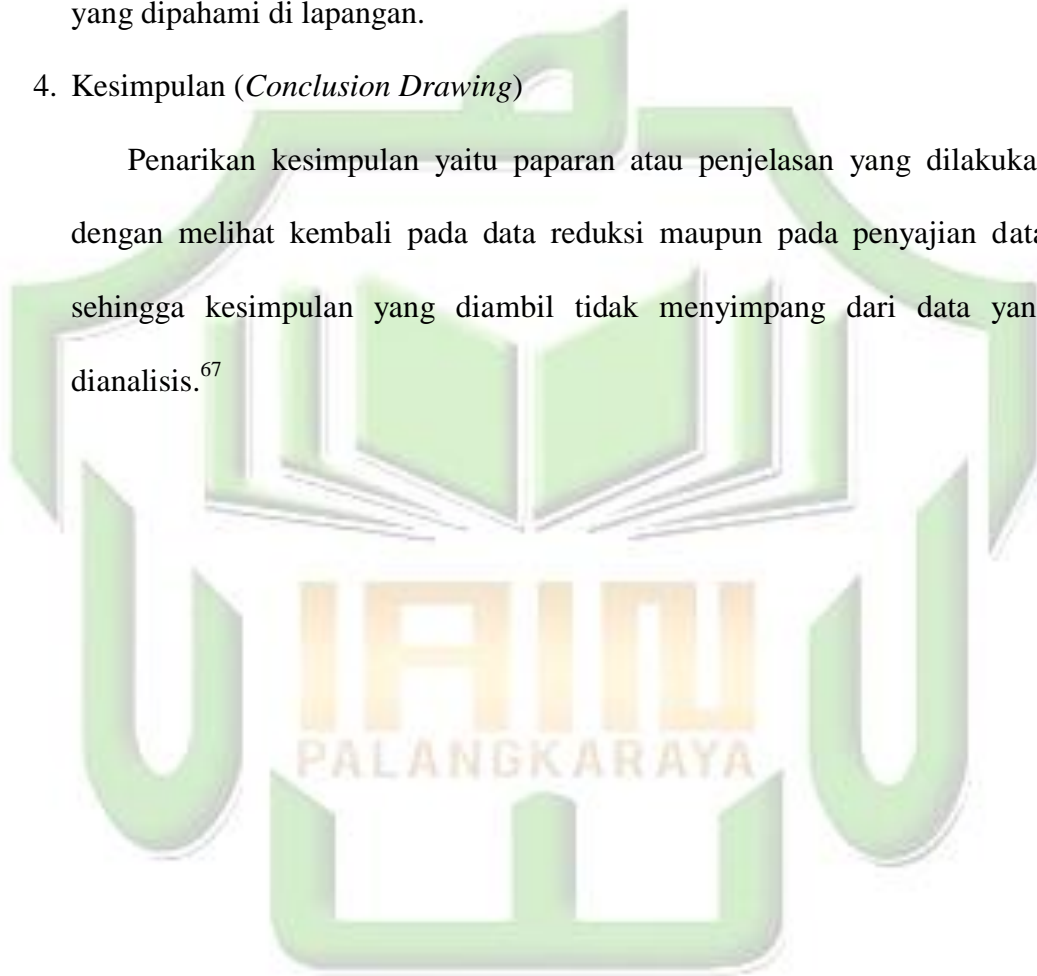 yang dipahami di lapangan.
4. Kesimpulan (Conclusion Drawing)
Penarikan kesimpulan yaitu paparan atau penjelasan yang dilakuka
dengan melihat kembali pada data reduksi maupun pada penyajian data
sehingga kesimpulan yang diambil tidak menyimpang dari data yan
dianalisis.67
IAIN
PALANGKARAYA